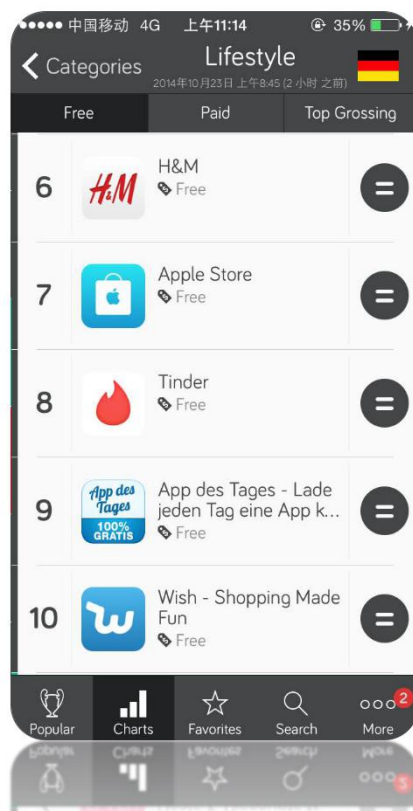 中国移动 4G 上午11:14 35%
Categories
Lifestyle
2014年10月23日 上午8:45 (2 小时 之前)
Free Paid Top Grossing
6
H&M
H&M
Free
7
Apple Store
Free
8
Tinder
Free
9
App des
Tages
100%
GRATIS
App des Tages - Lade
jeden Tag eine App k...
Free
10
Wish - Shopping Made
Fun
Free
2
Popular Charts Favorites Search More